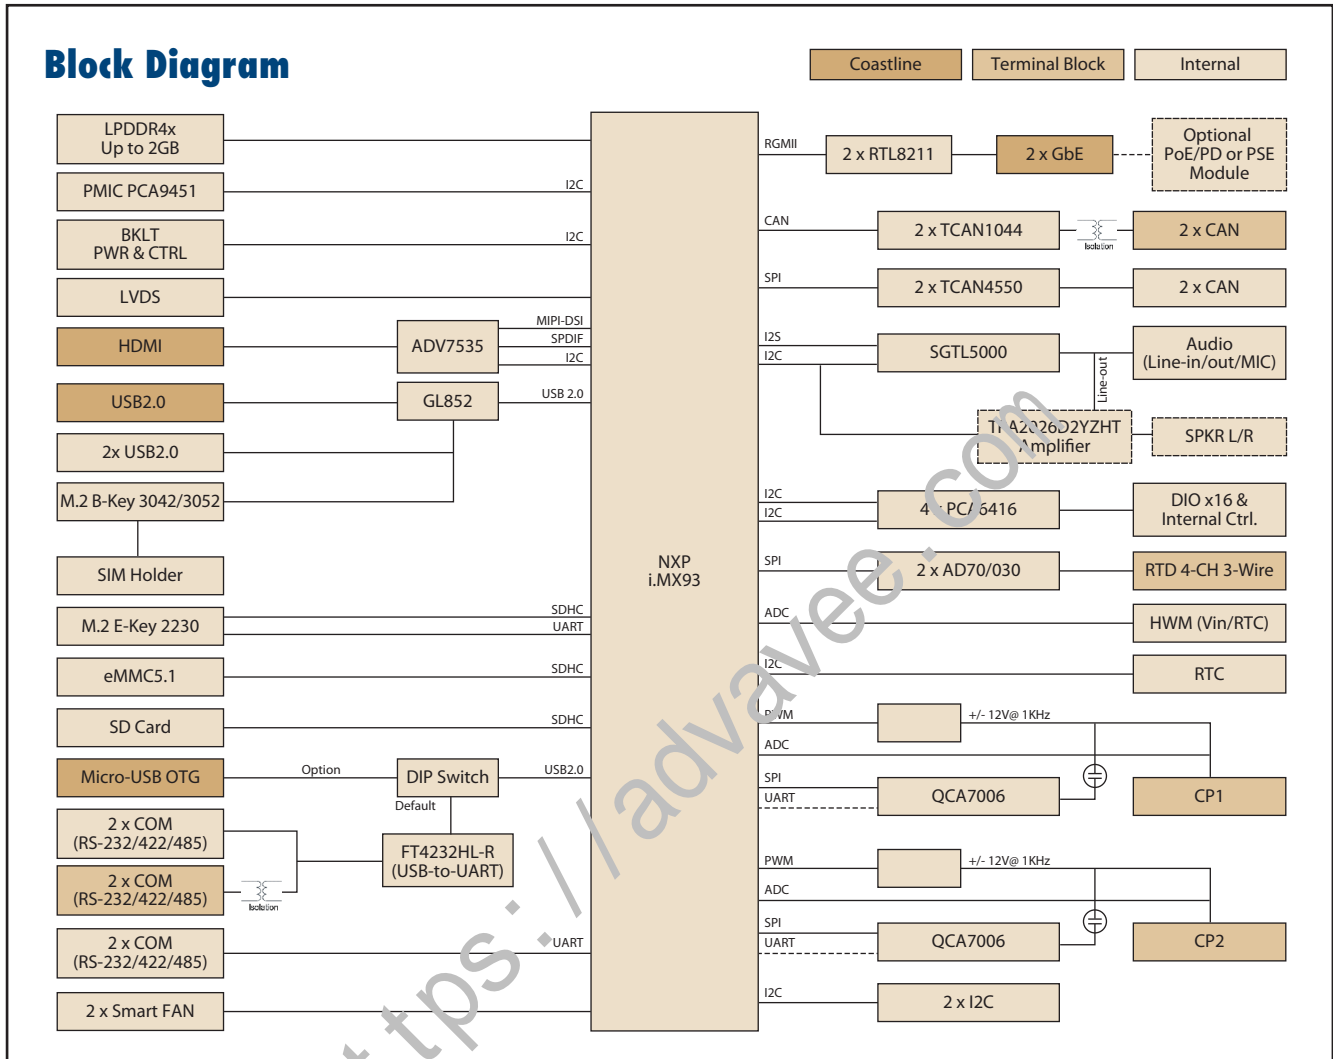 Block Diagram
Coastline
Terminal Block
Internal
LPDDR4x
Up to 2GB
PMIC PCA9451
I2C
BKLT
PWR & CTRL
I2C
LVDS
HDMI
ADV7535
MIPI-DSI
SPDIF
I2C
USB2.0
GL852
USB 2.0
2x USB2.0
M.2 B-Key 3042/3052
SIM Holder
M.2 E-Key 2230
SDHC
UART
eMMC5.1
SDHC
SD Card
SDHC
Micro-USB OTG
Option
DIP Switch
USB2.0
Default
2 x COM
(RS-232/422/485)
FT4232HL-R
(USB-to-UART)
2 x COM
(RS-232/422/485)
Isolation
2 x COM
(RS-232/422/485)
UART
2 x Smart FAN
NXP
i.MX93
RGMII
2 x RTL8211
2 x GbE
Optional
PoE/PD or PSE
Module
CAN
2 x TCAN1044
Isolation
2 x CAN
SPI
2 x TCAN4550
2 x CAN
I2S
I2C
SGTL5000
Audio
(Line-in/out/MIC)
Line-out
Amplifier
SPKR L/R
I2C
I2C
4 x PCA6416
DIO x16 &
Internal Ctrl.
SPI
2 x AD70/030
RTD 4-CH 3-Wire
ADC
HWM (Vin/RTC)
I2C
RTC
PWM
+/- 12V@ 1KHz
ADC
SPI
UART
QCA7006
CP1
PWM
+/- 12V@ 1KHz
ADC
SPI
UART
QCA7006
CP2
I2C
2 x I2C
ttps://advavee.com